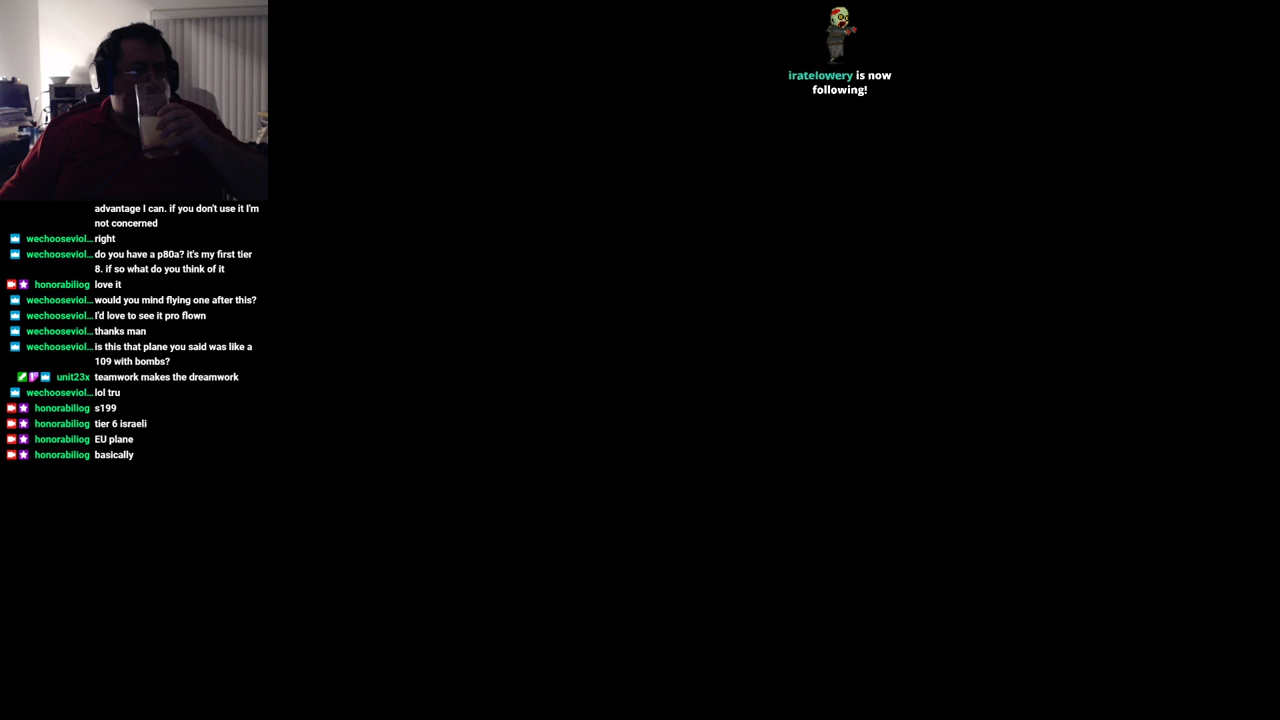 iratelowery is now
following!
advantage I can. if you don't use it I'm
not concerned
wechooseviol... right
wechooseviol... do you have a p80a? it's my first tier
8. if so what do you think of it
honorabiliog love it
wechooseviol... would you mind flying one after this?
wechooseviol... I'd love to see it pro flown
wechooseviol... thanks man
wechooseviol... is this that plane you said was like a
109 with bombs?
unit23x teamwork makes the dreamwork
wechooseviol... lol tru
honorabiliog s199
honorabiliog tier 6 israeli
honorabiliog EU plane
honorabiliog basically